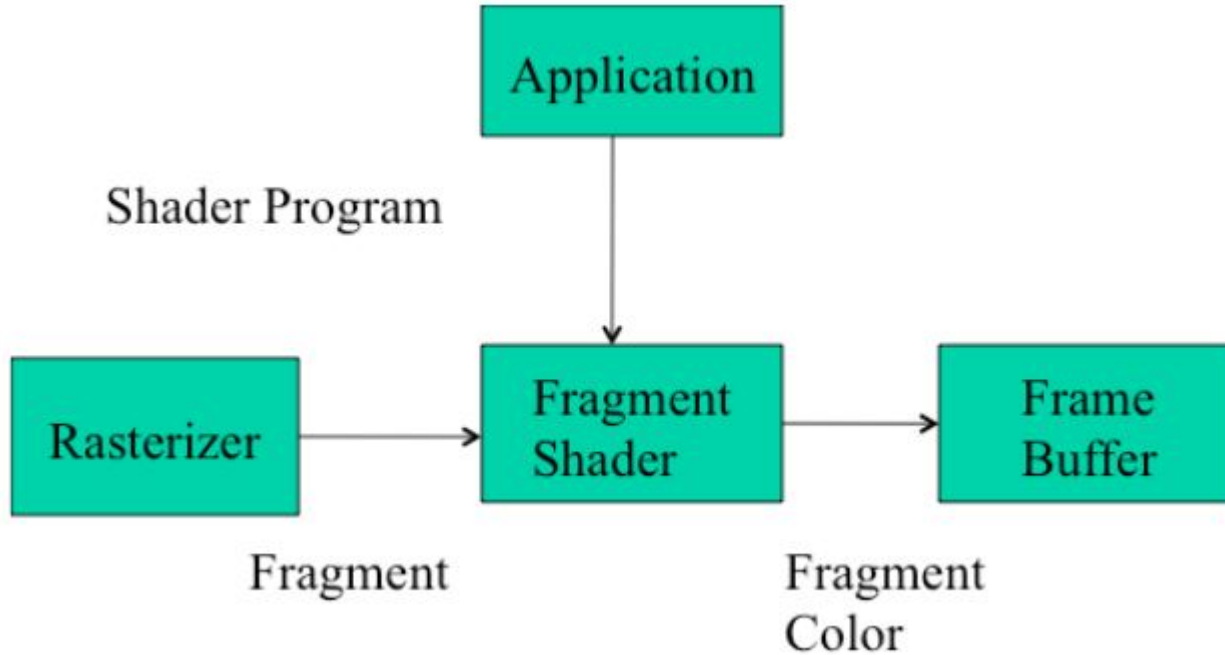 Application
Shader Program
Rasterizer
Fragment
Shader
Frame
Buffer
Fragment
Fragment
Color